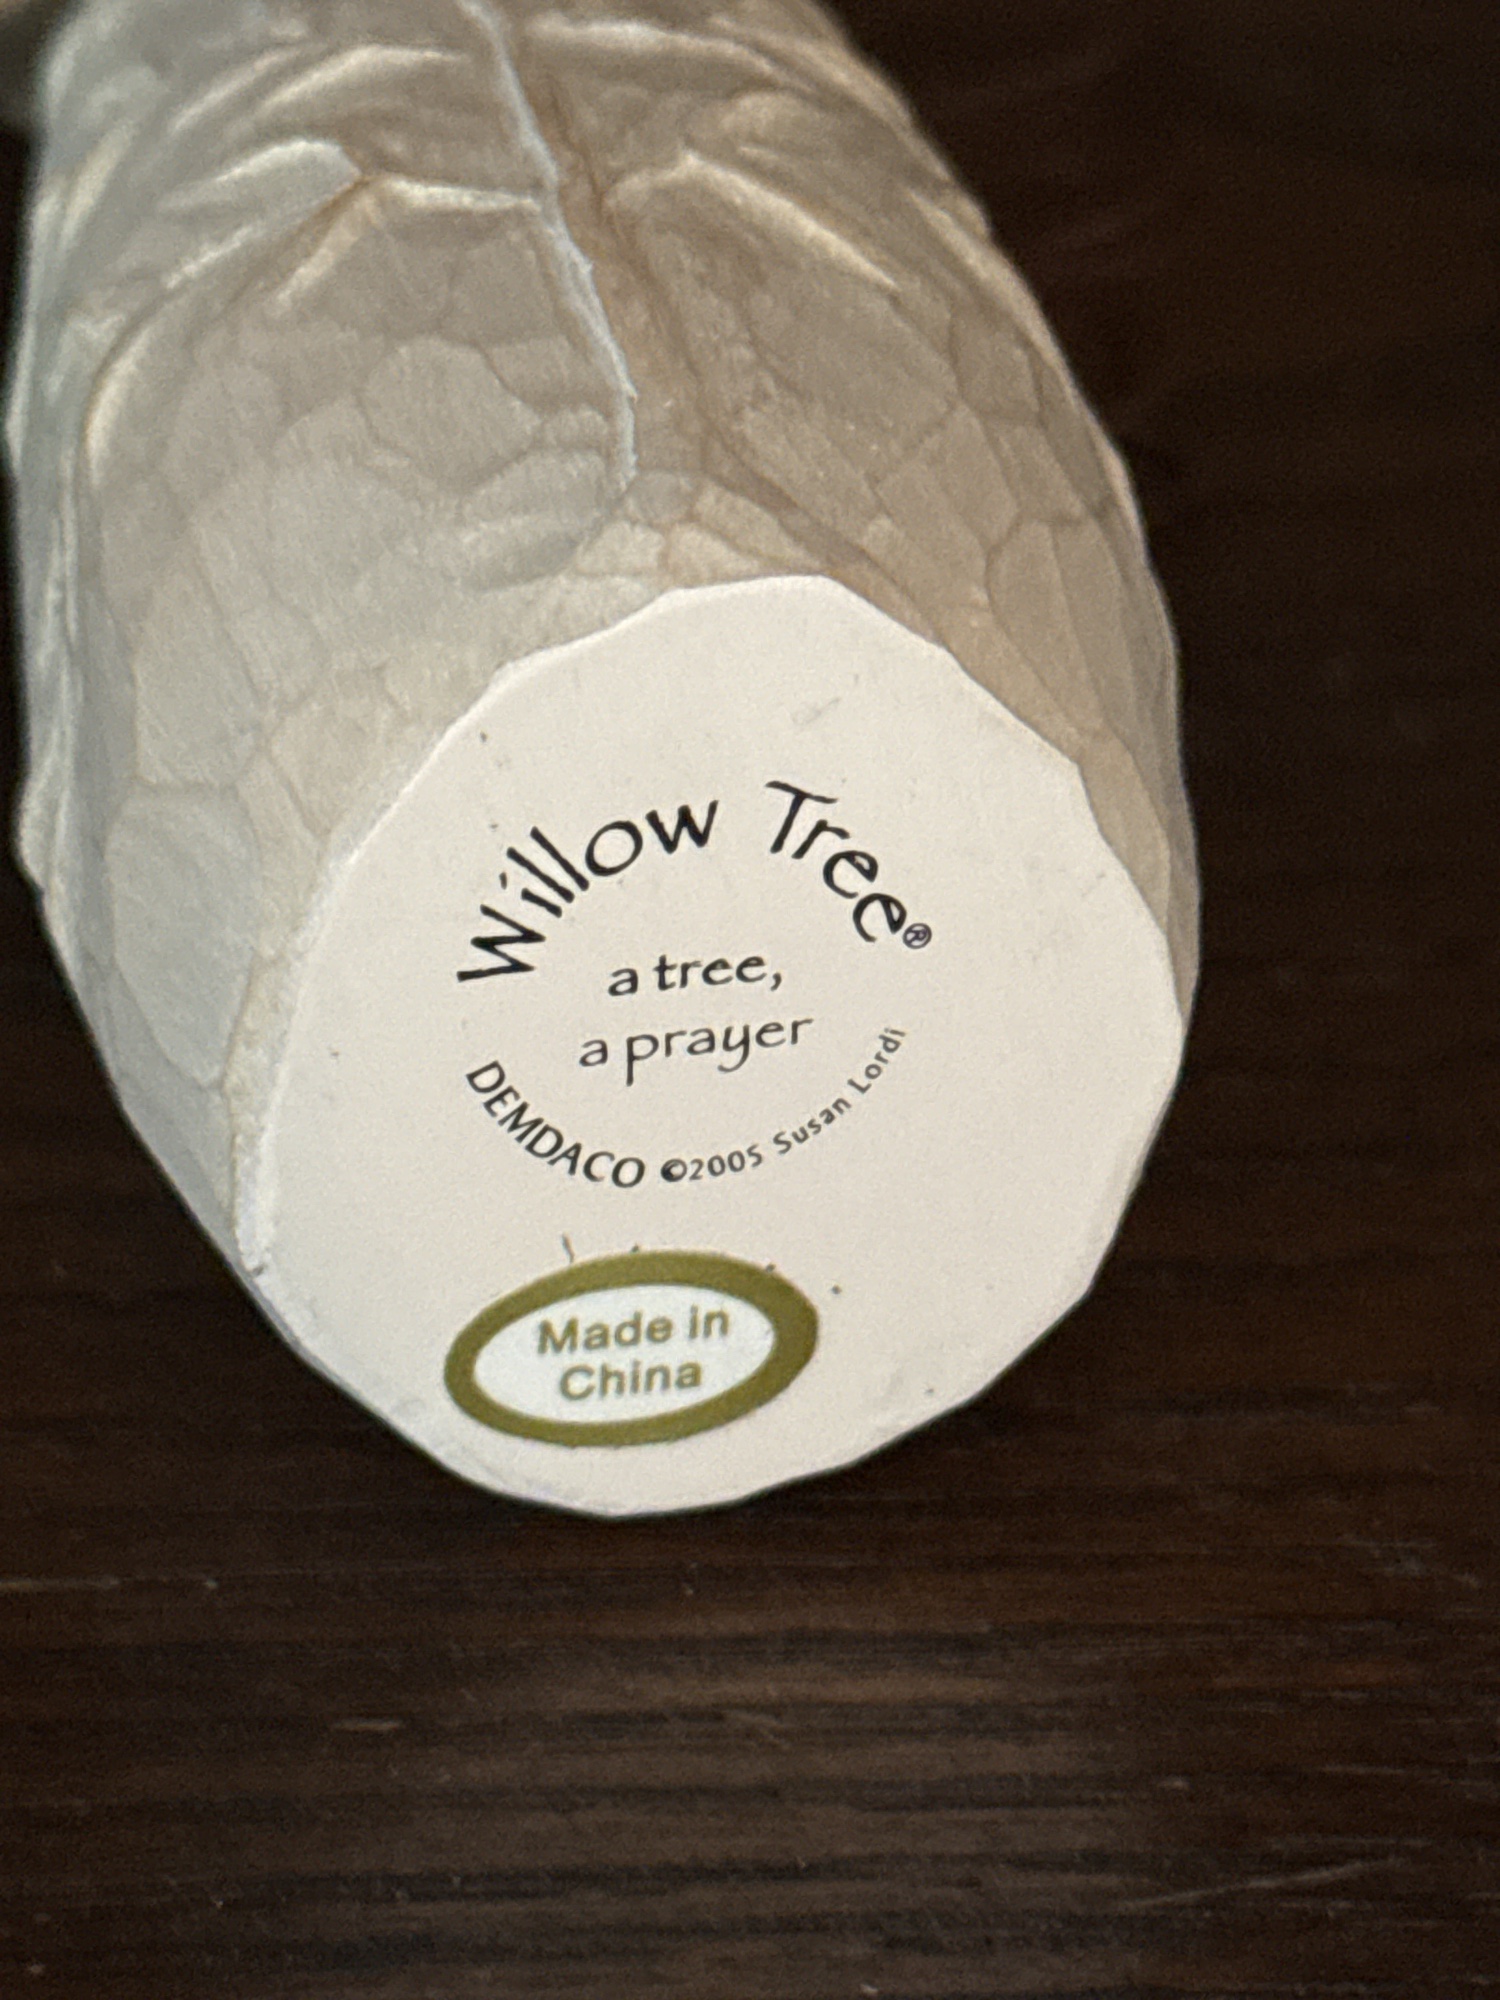 Willow Tree®
a tree,
a prayer
DEMDACO ©2005 Susan Lordi
Made in
China